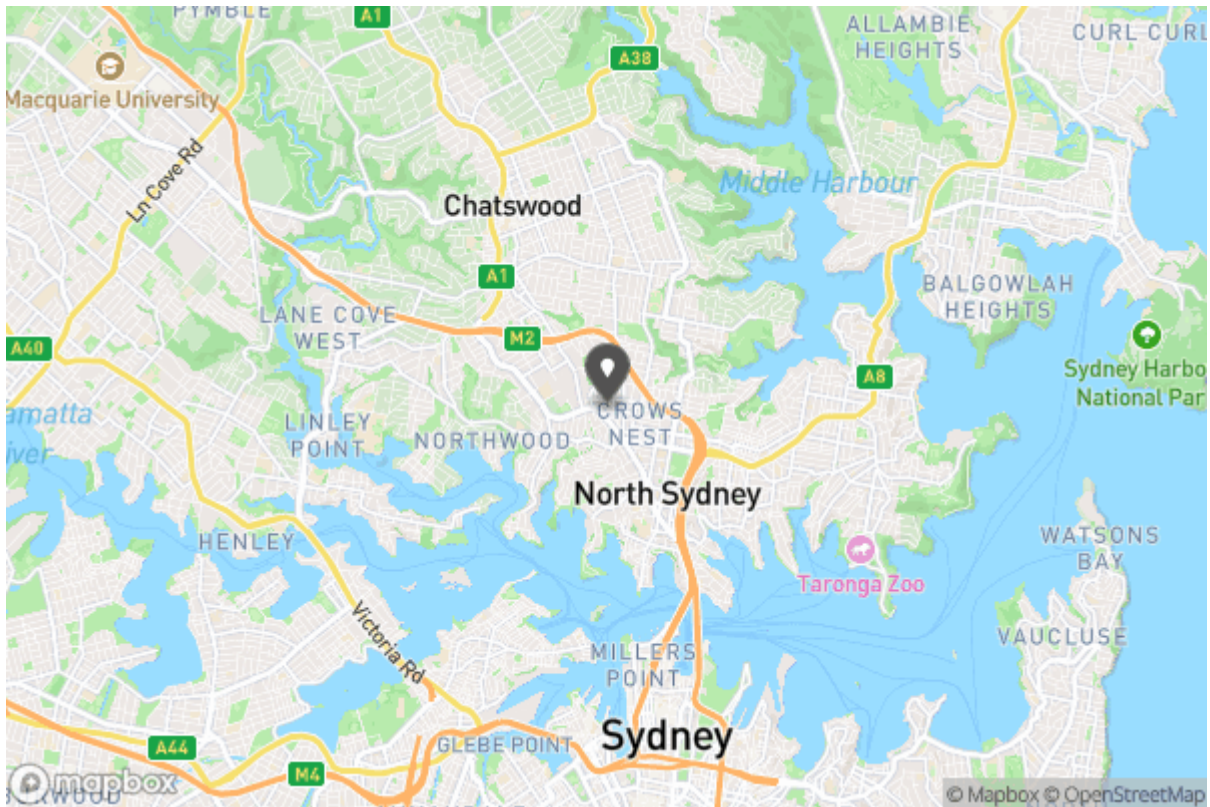 PYMBLE
A1
A38
ALLAMBIE
HEIGHTS
CURL CURL
Macquarie University
Ln Cove Rd
Middle Harbour
Chatswood
A1
BALGOWLAH
HEIGHTS
LANE COVE
WEST
M2
A40
Sydney Harbo
National Par
A8
CROWS
NEST
LINLEY
POINT
NORTHWOOD
amatta
iver
North Sydney
HENLEY
WATSONS
BAY
Taronga Zoo
Victoria Rd
VAUCLUSE
MILLERS
POINT
Sydney
GLEBE POINT
A44
M4
mapbox
© Mapbox © OpenStreetMap